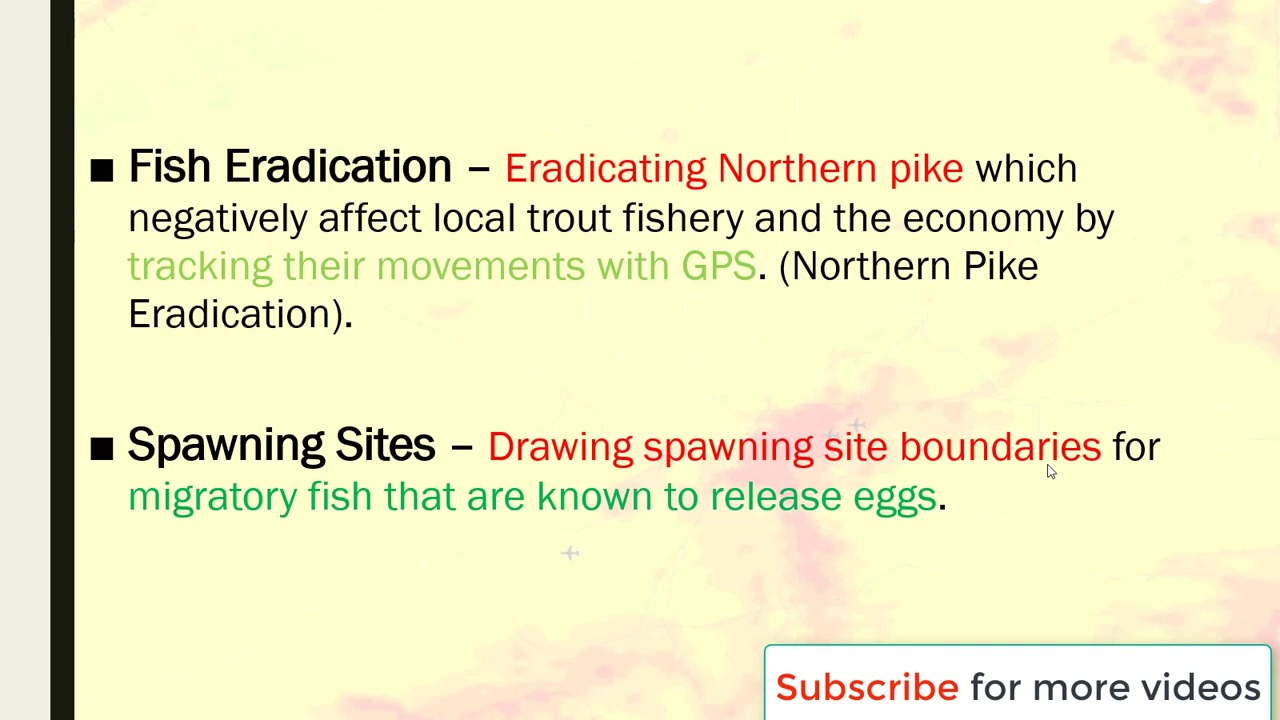 ■ Fish Eradication – Eradicating Northern pike which
negatively affect local trout fishery and the economy by
tracking their movements with GPS. (Northern Pike
Eradication).
■ Spawning Sites – Drawing spawning site boundaries for
migratory fish that are known to release eggs.
Subscribe for more videos